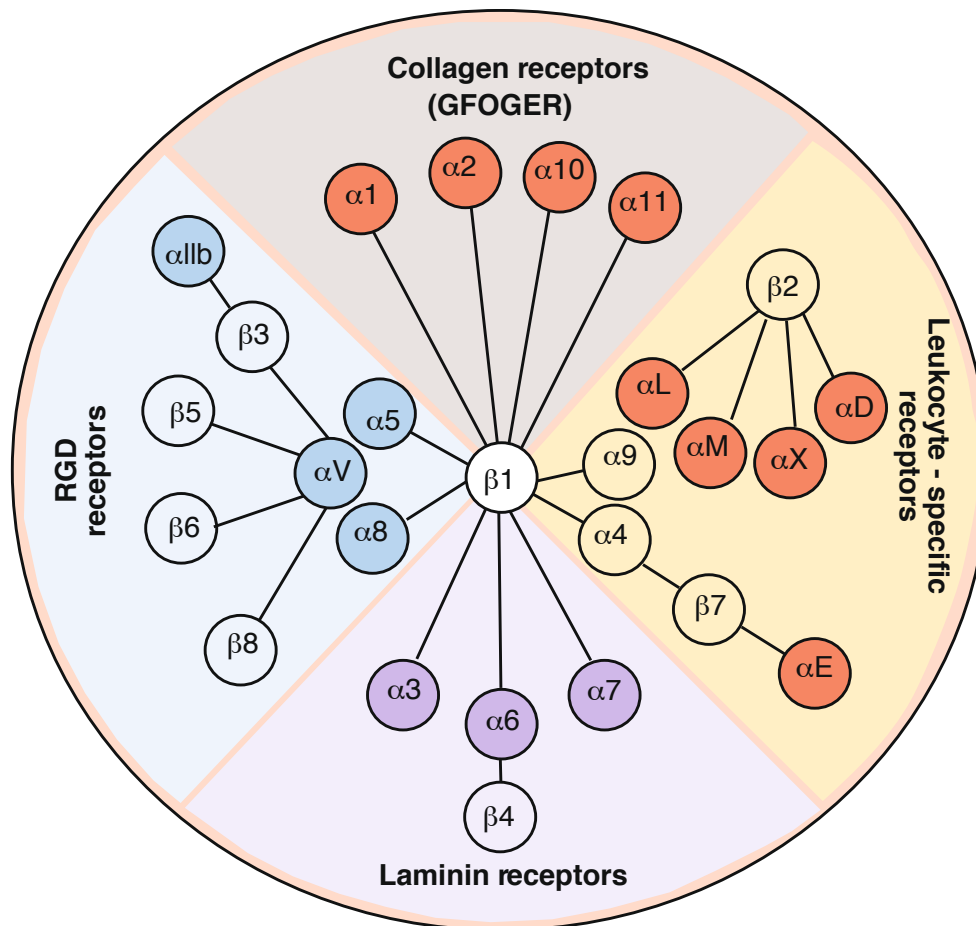 Collagen receptors
(GFOGER)
α1
α2
α10
α11
αIIb
β3
β5
α5
αV
β6
α8
β8
RGD
receptors
β1
β2
αL
αM
αX
αD
α9
α4
β7
αE
Leukocyte - specific
receptors
α3
α6
α7
β4
Laminin receptors